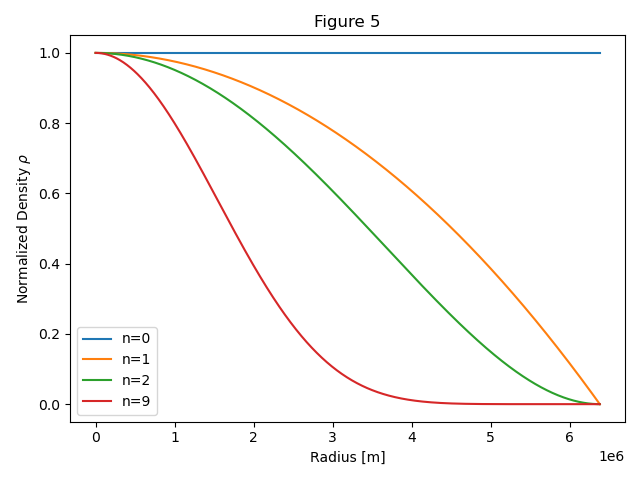 Figure 5
Normalized Density ρ
1.0
0.8
0.6
0.4
0.2
0.0
n=0
n=1
n=2
n=9
0 1 2 3 4 5 6
1e6
Radius [m]